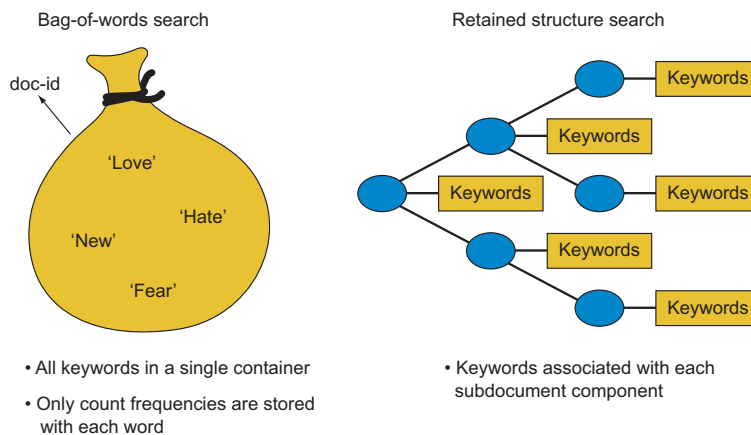 Bag-of-words search
doc-id
'Love'
'Hate'
'New'
'Fear'
• All keywords in a single container
• Only count frequencies are stored
with each word
Retained structure search
Keywords
Keywords
Keywords
Keywords
Keywords
Keywords
• Keywords associated with each
subdocument component